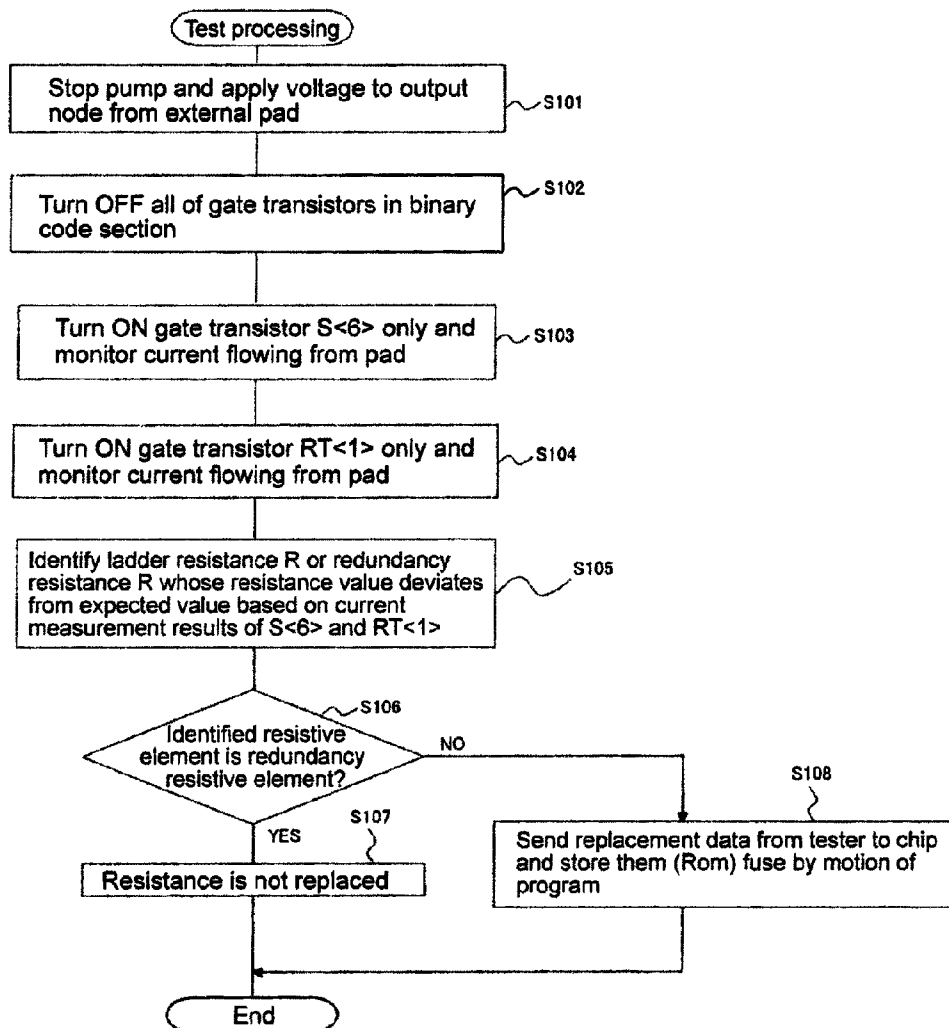 Test processing
Stop pump and apply voltage to output
node from external pad
S101
Turn OFF all of gate transistors in binary
code section
S102
Turn ON gate transistor S<6> only and
monitor current flowing from pad
S103
Turn ON gate transistor RT<1> only and
monitor current flowing from pad
S104
Identify ladder resistance R or redundancy
resistance R whose resistance value deviates
from expected value based on current
measurement results of S<6> and RT<1>
S105
S106
Identified resistive
element is redundancy
resistive element?
NO
YES
S107
Resistance is not replaced
S108
Send replacement data from tester to chip
and store them (Rom) fuse by motion of
program
End